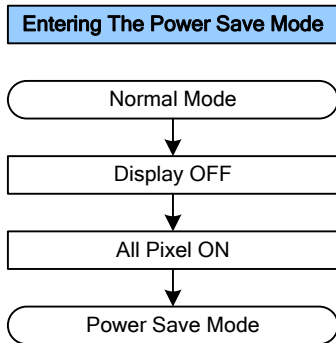 Entering The Power Save Mode
Normal Mode
Display OFF
All Pixel ON
Power Save Mode